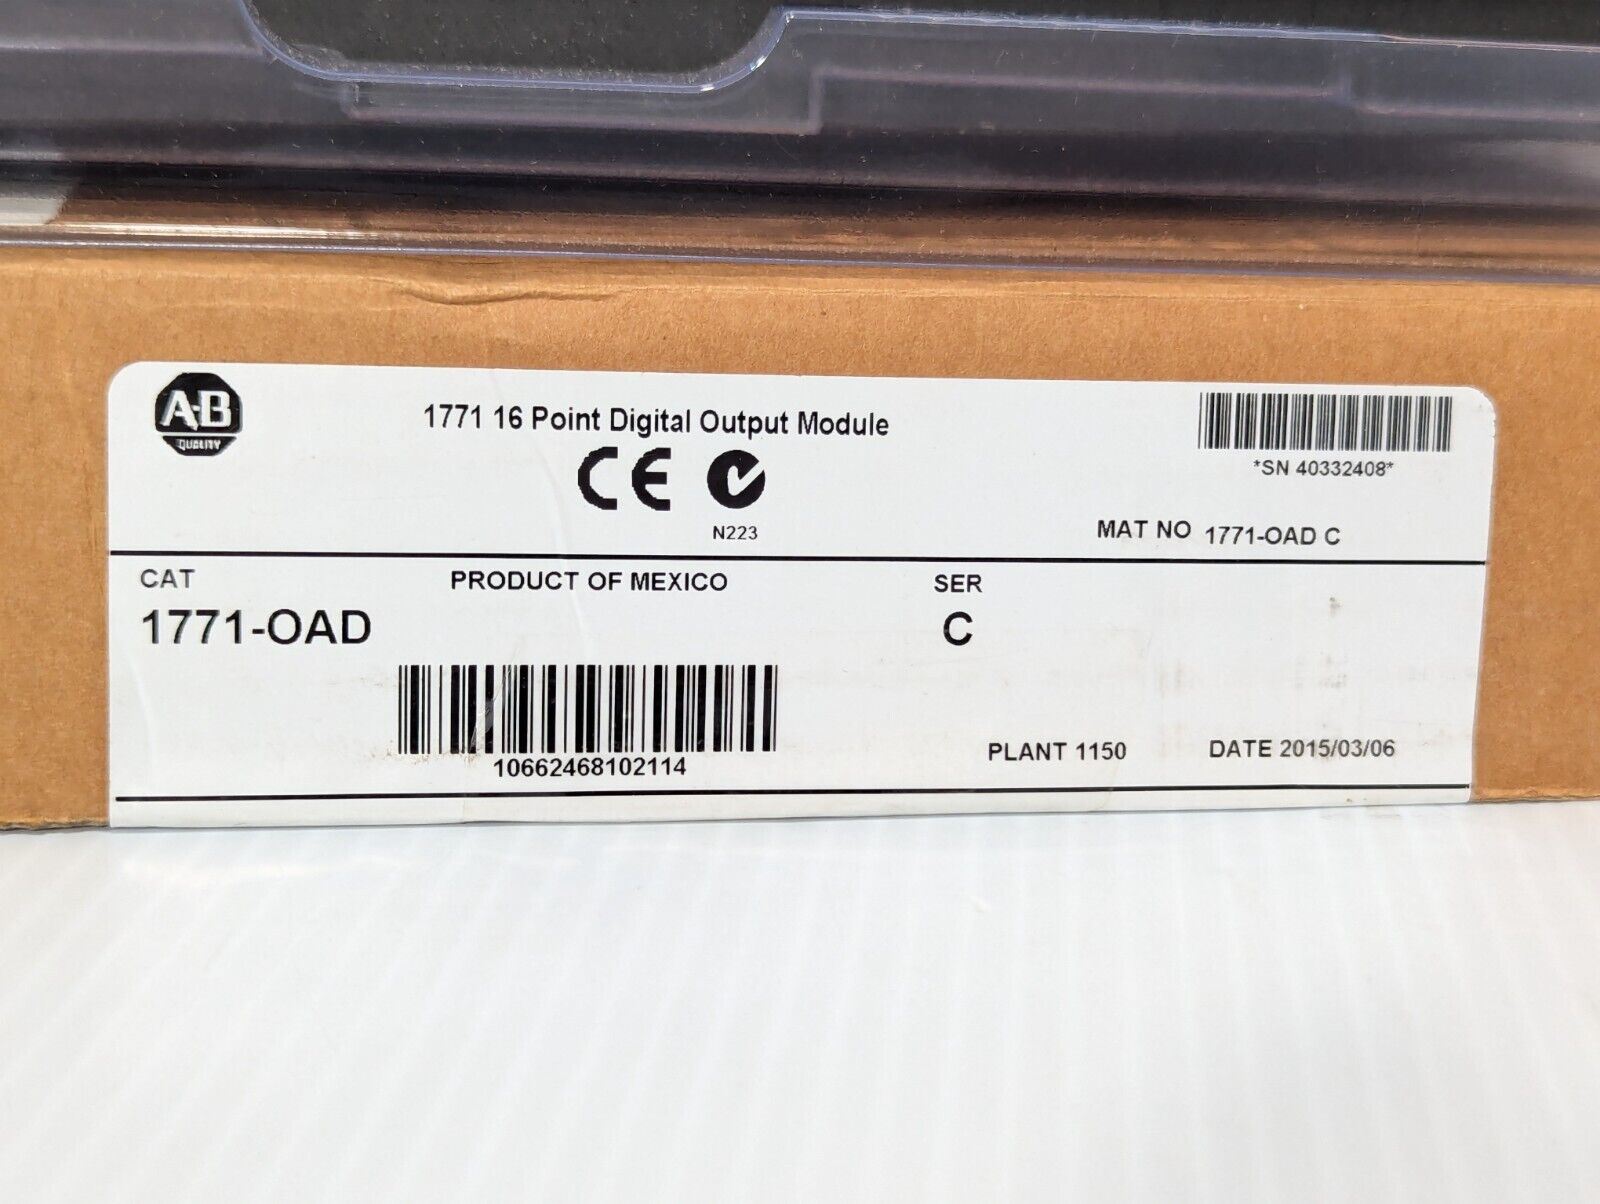 A-B
QUALITY
1771 16 Point Digital Output Module
CE
N223
*SN 40332408*
MAT NO 1771-OAD C
CAT
PRODUCT OF MEXICO
SER
1771-OAD
C
10662468102114
PLANT 1150
DATE 2015/03/06